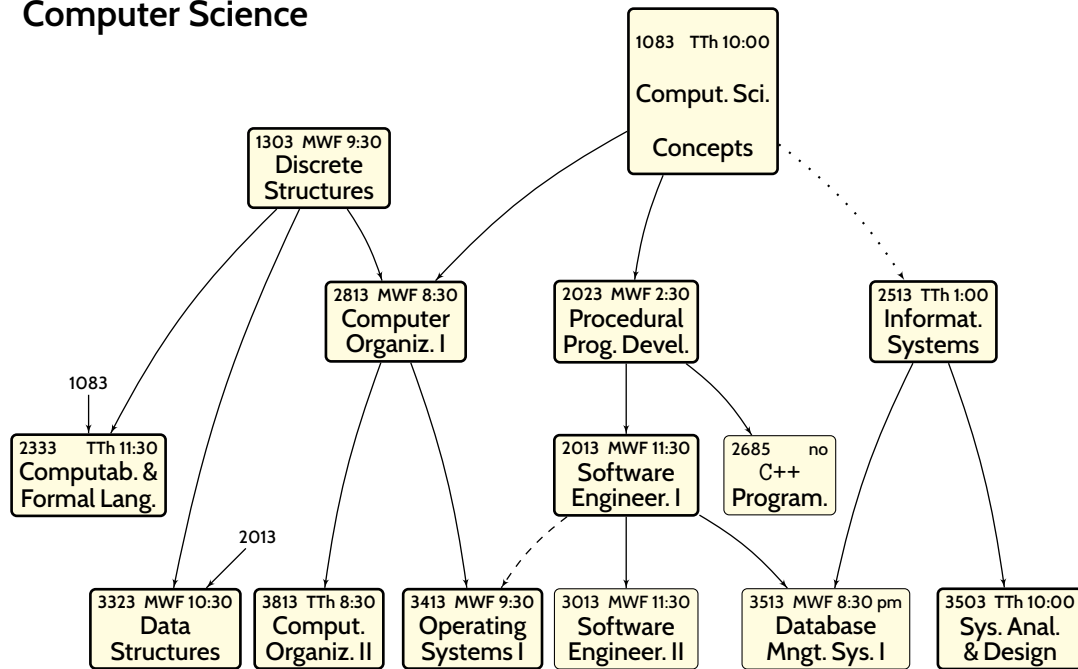 Computer Science
1083 TTh 10:00
Comput. Sci.
Concepts
1303 MWF 9:30
Discrete
Structures
2813 MWF 8:30
Computer
Organiz. I
2023 MWF 2:30
Procedural
Prog. Devel.
2513 TTh 1:00
Informat.
Systems
1083
2333 TTh 11:30
Computab. &
Formal Lang.
2013 MWF 11:30
Software
Engineer. I
2685 no
C++
Program.
2013
3323 MWF 10:30
Data
Structures
3813 TTh 8:30
Comput.
Organiz. II
3413 MWF 9:30
Operating
Systems I
3013 MWF 11:30
Software
Engineer. II
3513 MWF 8:30 pm
Database
Mngt. Sys. I
3503 TTh 10:00
Sys. Anal.
& Design